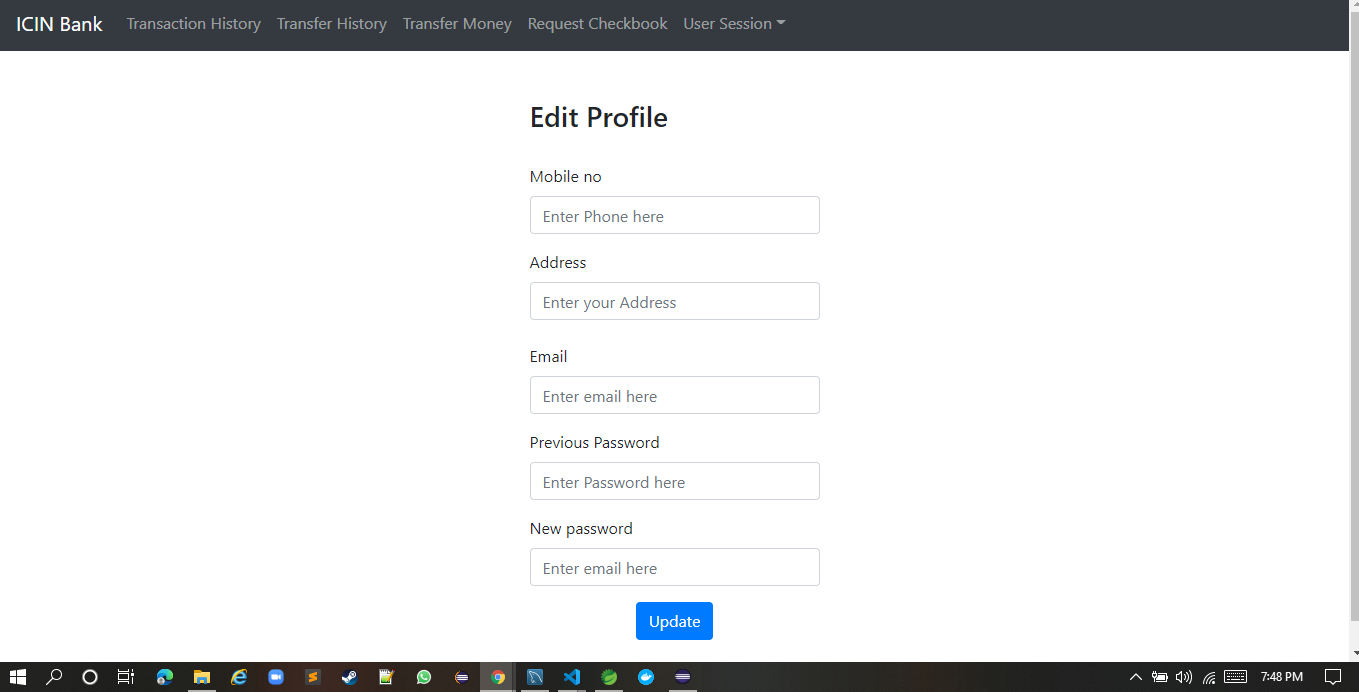 ICIN Bank Transaction History Transfer History Transfer Money Request Checkbook User Session
Edit Profile
Mobile no
Enter Phone here
Address
Enter your Address
Email
Enter email here
Previous Password
Enter Password here
New password
Enter email here
Update
7:48 PM